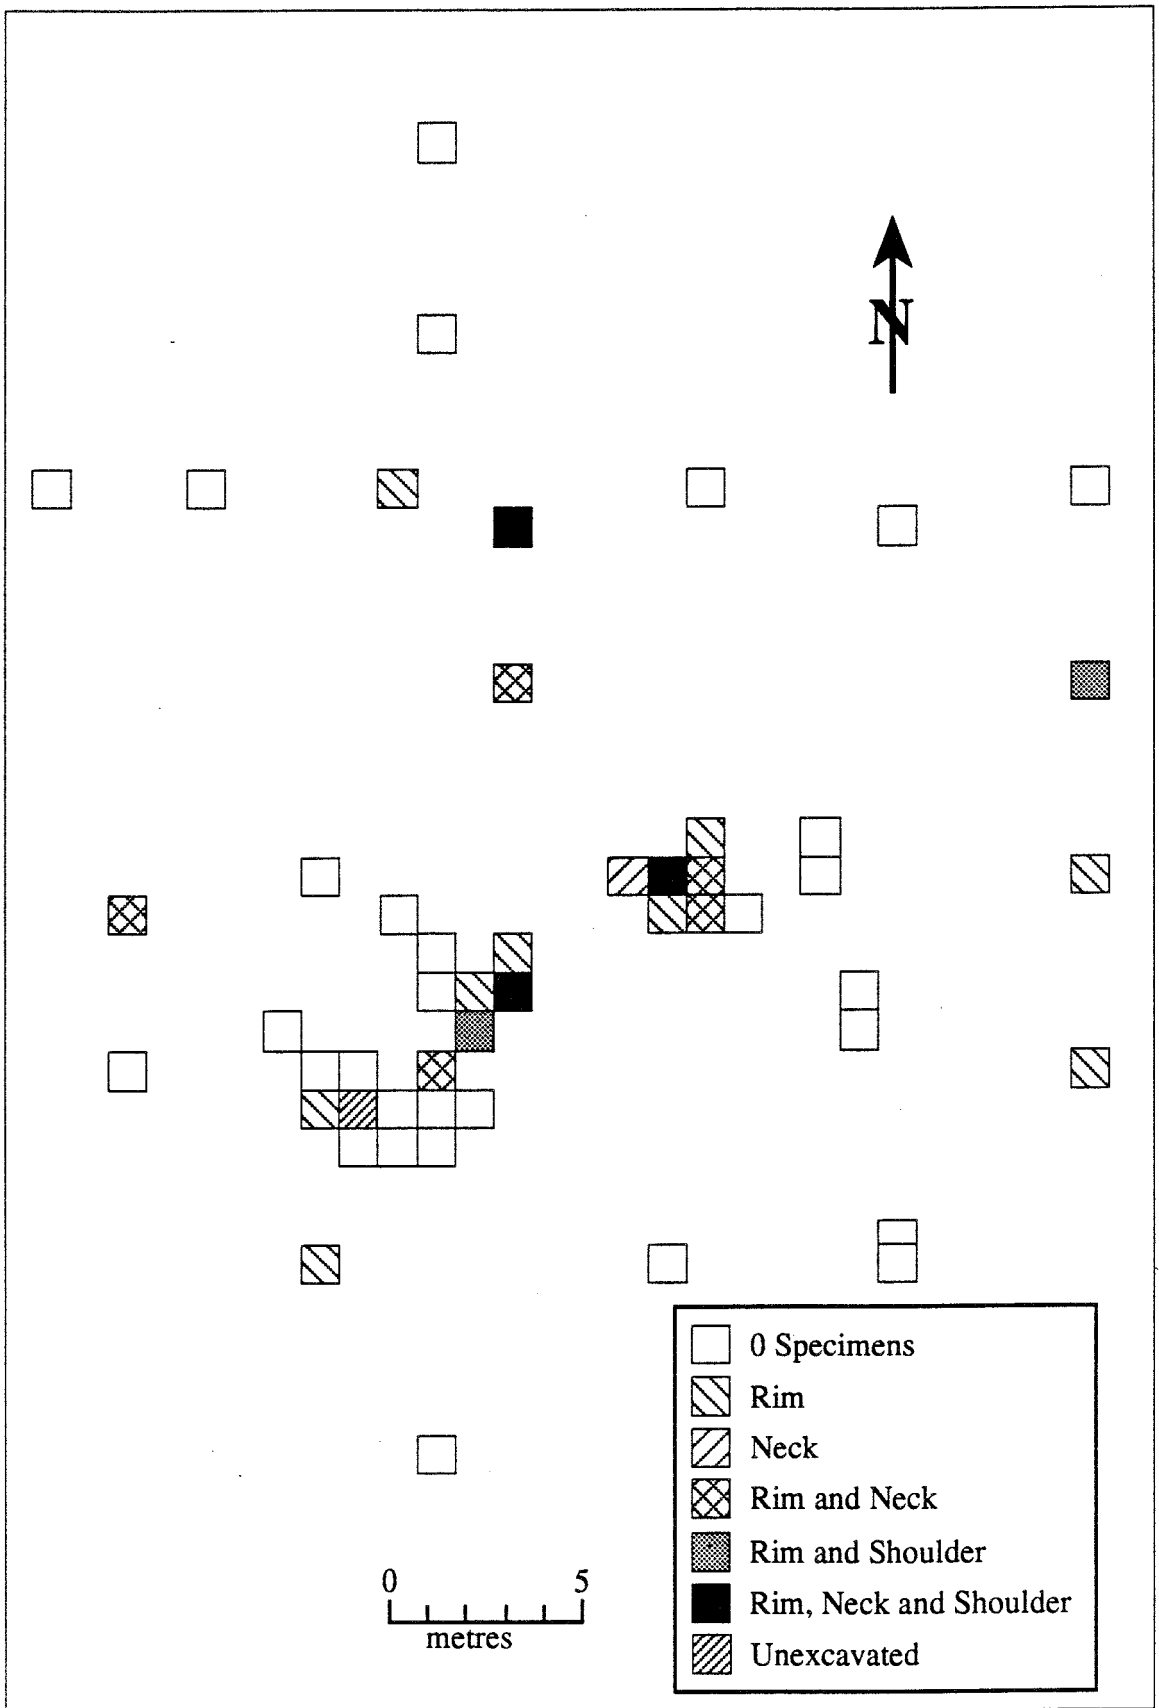 N
0 Specimens
Rim
Neck
Rim and Neck
Rim and Shoulder
Rim, Neck and Shoulder
Unexcavated
0 5
metres